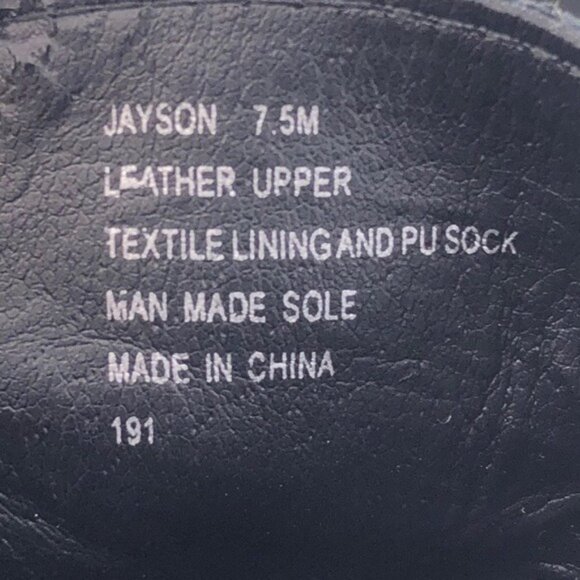 JAYSON 7.5M
LEATHER UPPER
TEXTILE LINING AND PU SOCK
MAN MADE SOLE
MADE IN CHINA
191